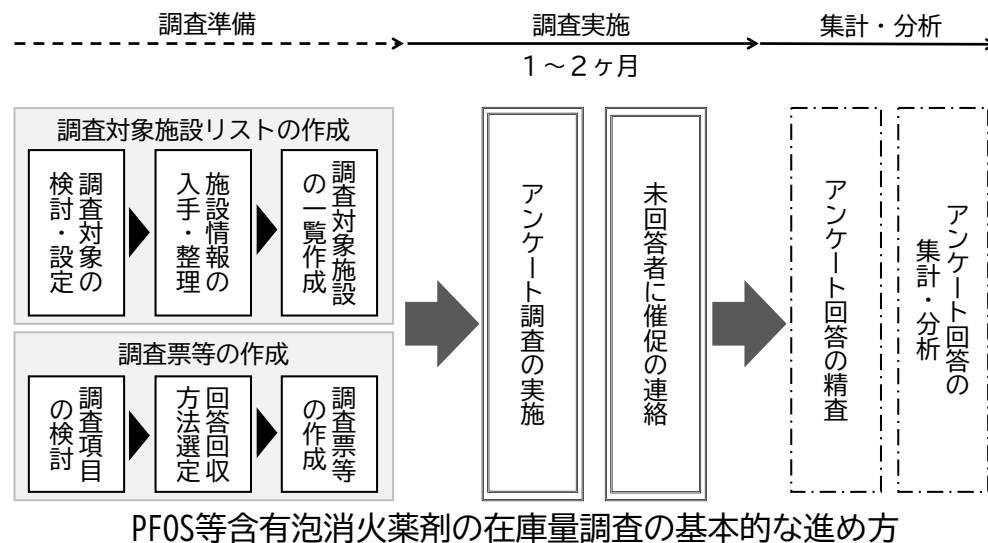 調査準備
調査実施
集計・分析
1～2ヶ月
調査対象施設リストの作成
調査対象の
検討・設定
施設情報の
入手・整理
調査対象施設
の一覧作成
調査票等の作成
調査項目
の検討
回答回収
方法選定
調査票等
の作成
アンケート調査の実施
未回答者に催促の連絡
アンケート回答の精査
アンケート回答の
集計・分析
PFOS等含有泡消火薬剤の在庫量調査の基本的な進め方